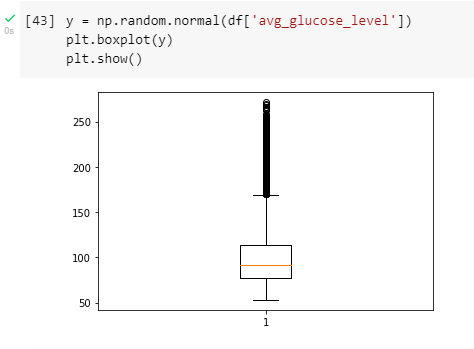 [43] y = np.random.normal(df['avg_glucose_level'])
plt.boxplot(y)
plt.show()
0s
250
200
150
100
50
1